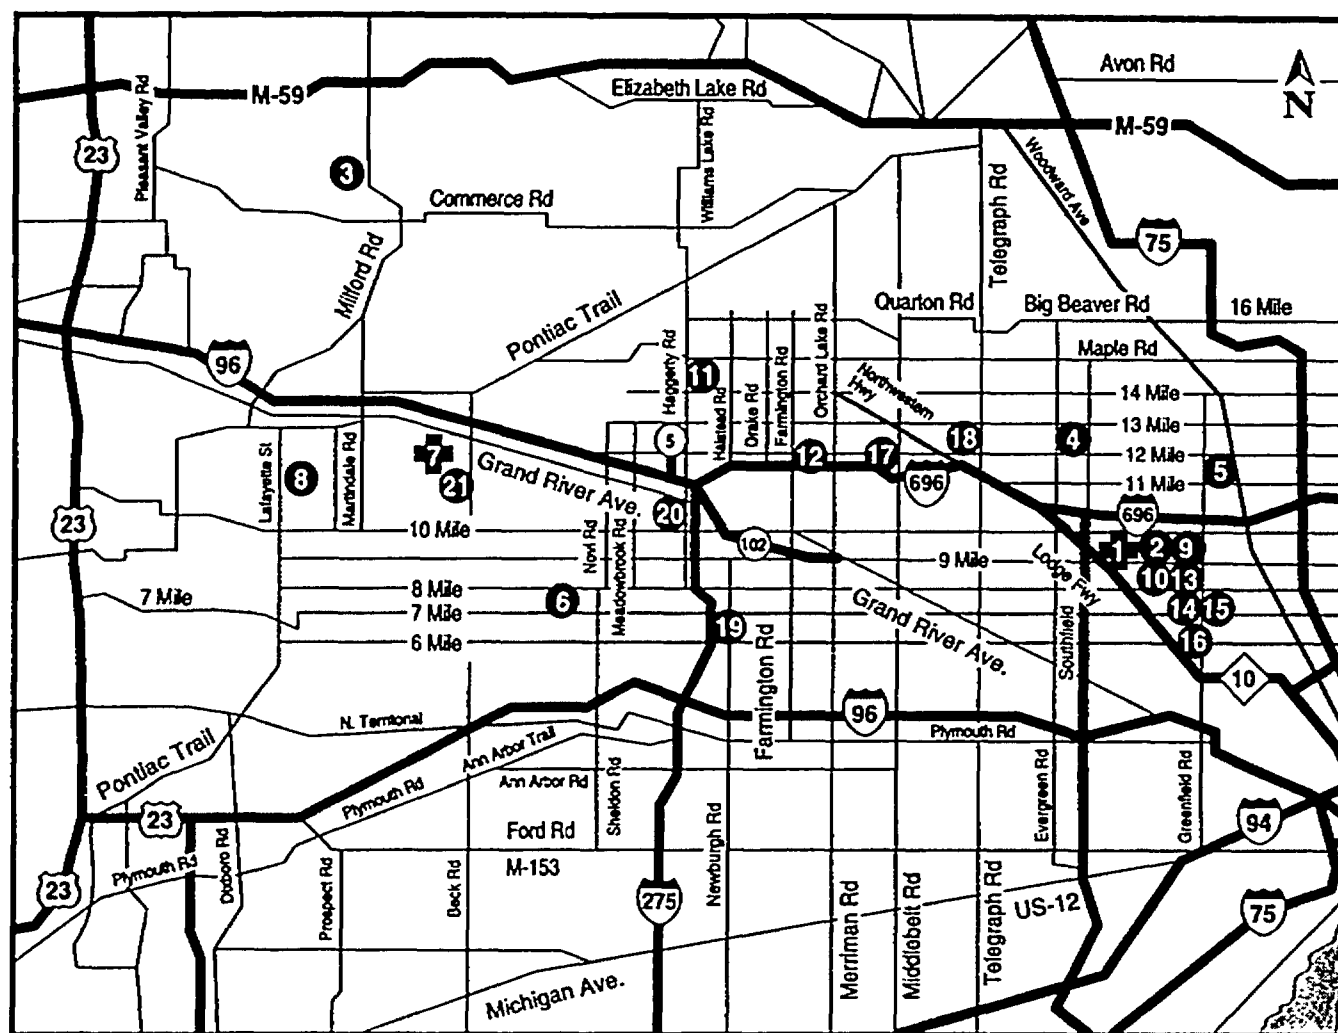 Avon Rd
Elizabeth Lake Rd
M-59
N
M-59
Pleasant Valley Rd
23
Williams Lake Rd
Woodward Ave
3
Telegraph Rd
Commerce Rd
75
Milford Rd
Pontiac Trail
Quarton Rd
Big Beaver Rd
16 Mile
Orchard Lake Rd
Maple Rd
96
Haggerty Rd
11
Farmington Rd
Northwestern
Hwy
Halstead Rd
Drake Rd
14 Mile
13 Mile
5
18
4
12 Mile
Lafayette St
Martindale Rd
7
12
17
5
8
21
Grand River Ave.
696
11 Mile
20
696
23
10 Mile
Novi Rd
Meadowbrook Rd
102
9 Mile
Lodge Fwy
1
2
9
8 Mile
10
13
7 Mile
6
7 Mile
Grand River Ave.
14
15
19
6 Mile
Farmington Rd
Southfield
16
10
N. Territorial
96
Plymouth Rd
Pontiac Trail
Ann Arbor Trail
Ann Arbor Rd
Plymouth Rd
Sheldon Rd
Evergreen Rd
Greenfield Rd
23
Ford Rd
94
Plymouth Rd
Dixboro Rd
M-153
23
Prospect Rd
Beck Rd
275
Newburgh Rd
Merriman Rd
Middlebelt Rd
Telegraph Rd
US-12
75
Michigan Ave.